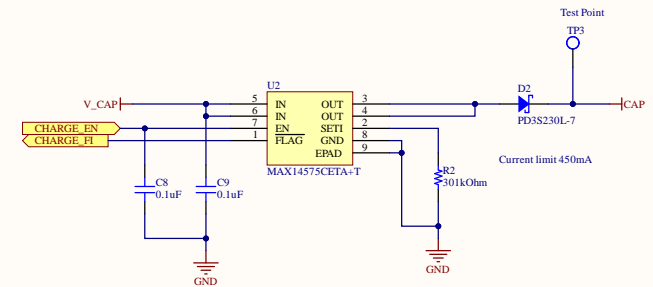 Test Point
TP3
U2
D2
V_CAP
5 IN OUT 3
6 IN OUT 4
CHARGE_EN
7 EN SETI 2
CHARGE_FI
1 FLAG GND 8
EPAD 9
CAP
PD3S230L-7
MAX14575CETA+T
Current limit 450mA
C8
0.1uF
C9
0.1uF
R2
301kOhm
GND
GND